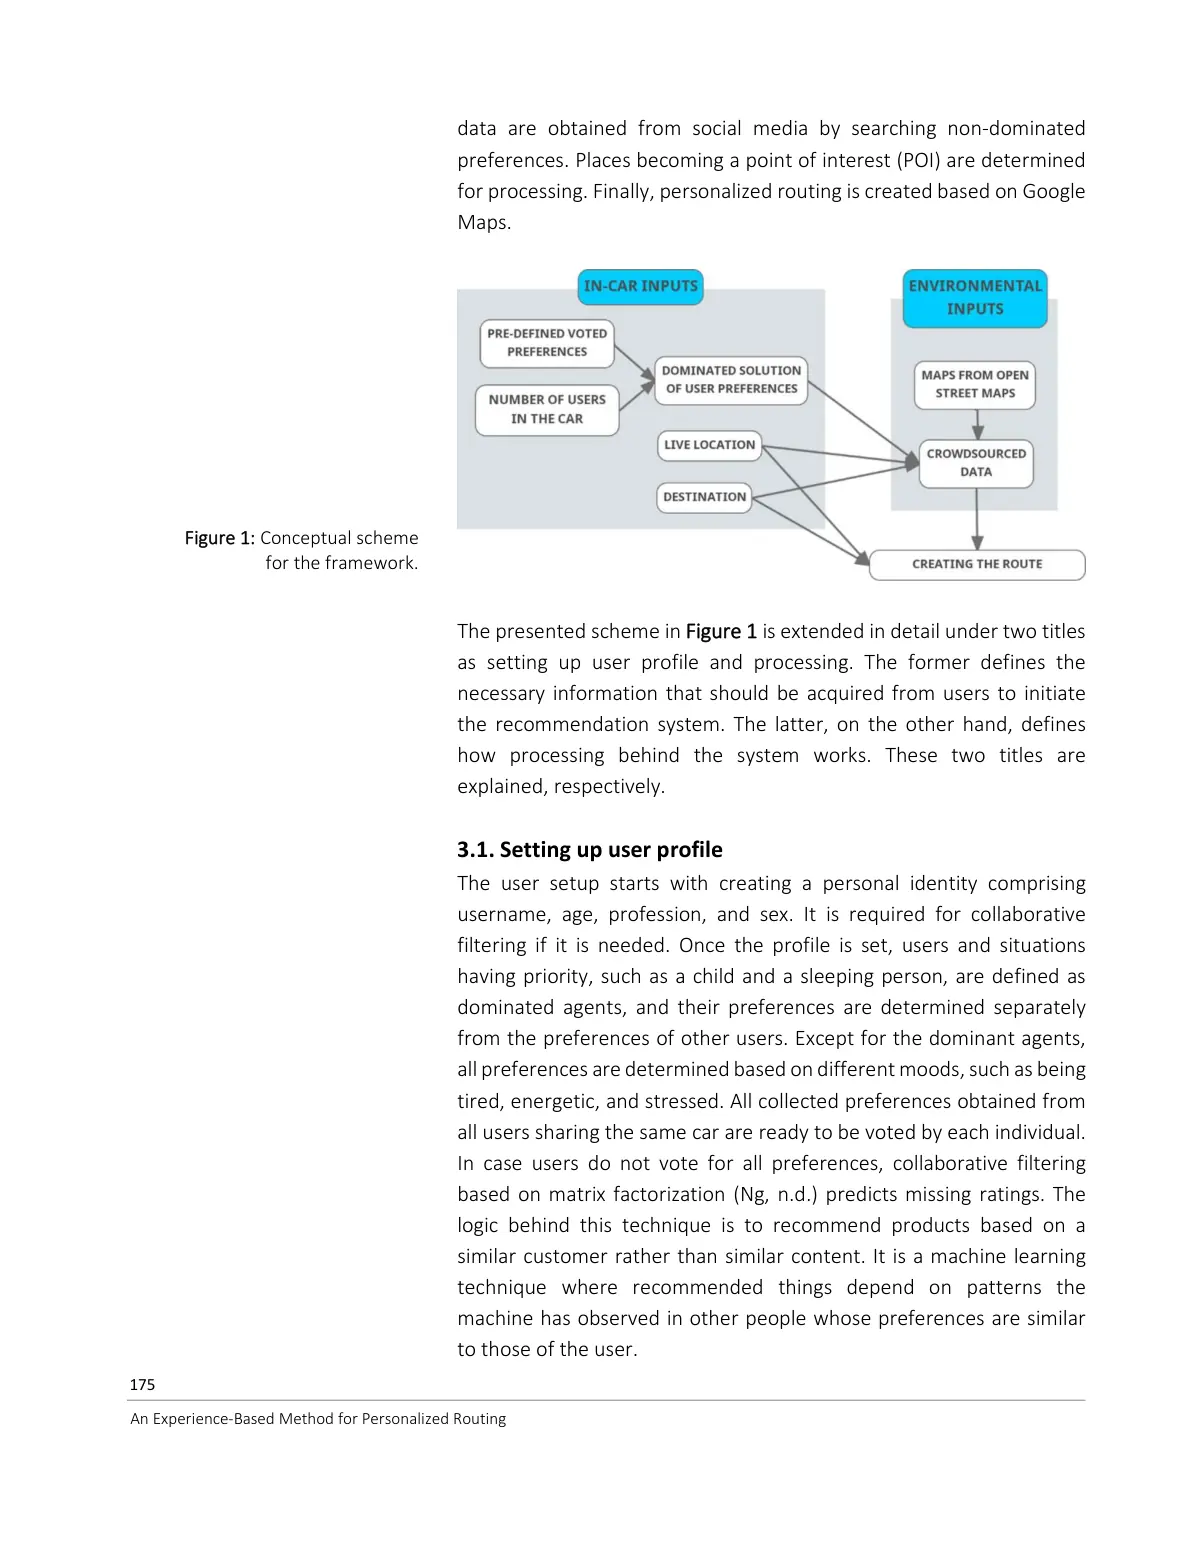 data are obtained from social media by searching non-dominated
preferences. Places becoming a point of interest (POI) are determined
for processing. Finally, personalized routing is created based on Google
Maps.
IN-CAR INPUTS
ENVIRONMENTAL
INPUTS
PRE-DEFINED VOTED
PREFERENCES
NUMBER OF USERS
IN THE CAR
DOMINATED SOLUTION
OF USER PREFERENCES
LIVE LOCATION
DESTINATION
MAPS FROM OPEN
STREET MAPS
CROWDSOURCED
DATA
CREATING THE ROUTE
Figure 1: Conceptual scheme
for the framework.
The presented scheme in Figure 1 is extended in detail under two titles
as setting up user profile and processing. The former defines the
necessary information that should be acquired from users to initiate
the recommendation system. The latter, on the other hand, defines
how processing behind the system works. These two titles are
explained, respectively.
3.1. Setting up user profile
The user setup starts with creating a personal identity comprising
username, age, profession, and sex. It is required for collaborative
filtering if it is needed. Once the profile is set, users and situations
having priority, such as a child and a sleeping person, are defined as
dominated agents, and their preferences are determined separately
from the preferences of other users. Except for the dominant agents,
all preferences are determined based on different moods, such as being
tired, energetic, and stressed. All collected preferences obtained from
all users sharing the same car are ready to be voted by each individual.
In case users do not vote for all preferences, collaborative filtering
based on matrix factorization (Ng, n.d.) predicts missing ratings. The
logic behind this technique is to recommend products based on a
similar customer rather than similar content. It is a machine learning
technique where recommended things depend on patterns the
machine has observed in other people whose preferences are similar
to those of the user.
175
An Experience-Based Method for Personalized Routing